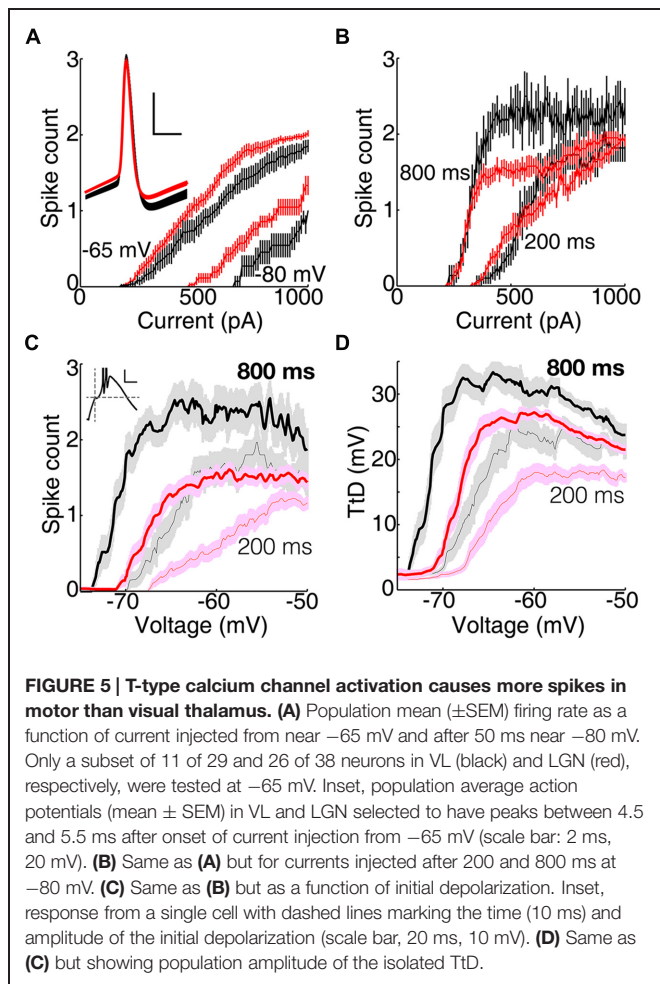 A
B
3
2
1
0
Spike count
-65 mV
-80 mV
500
1000
Current (pA)
3
2
1
0
Spike count
800 ms
200 ms
500
1000
Current (pA)
C
D
3
2
1
0
Spike count
800 ms
200 ms
-70
-60
-50
Voltage (mV)
30
20
10
0
TtD (mV)
800 ms
200 ms
-70
-60
-50
Voltage (mV)
FIGURE 5 | T-type calcium channel activation causes more spikes in
motor than visual thalamus. (A) Population mean (±SEM) firing rate as a
function of current injected from near −65 mV and after 50 ms near −80 mV.
Only a subset of 11 of 29 and 26 of 38 neurons in VL (black) and LGN (red),
respectively, were tested at −65 mV. Inset, population average action
potentials (mean ± SEM) in VL and LGN selected to have peaks between 4.5
and 5.5 ms after onset of current injection from −65 mV (scale bar: 2 ms,
20 mV). (B) Same as (A) but for currents injected after 200 and 800 ms at
−80 mV. (C) Same as (B) but as a function of initial depolarization. Inset,
response from a single cell with dashed lines marking the time (10 ms) and
amplitude of the initial depolarization (scale bar, 20 ms, 10 mV). (D) Same as
(C) but showing population amplitude of the isolated TtD.